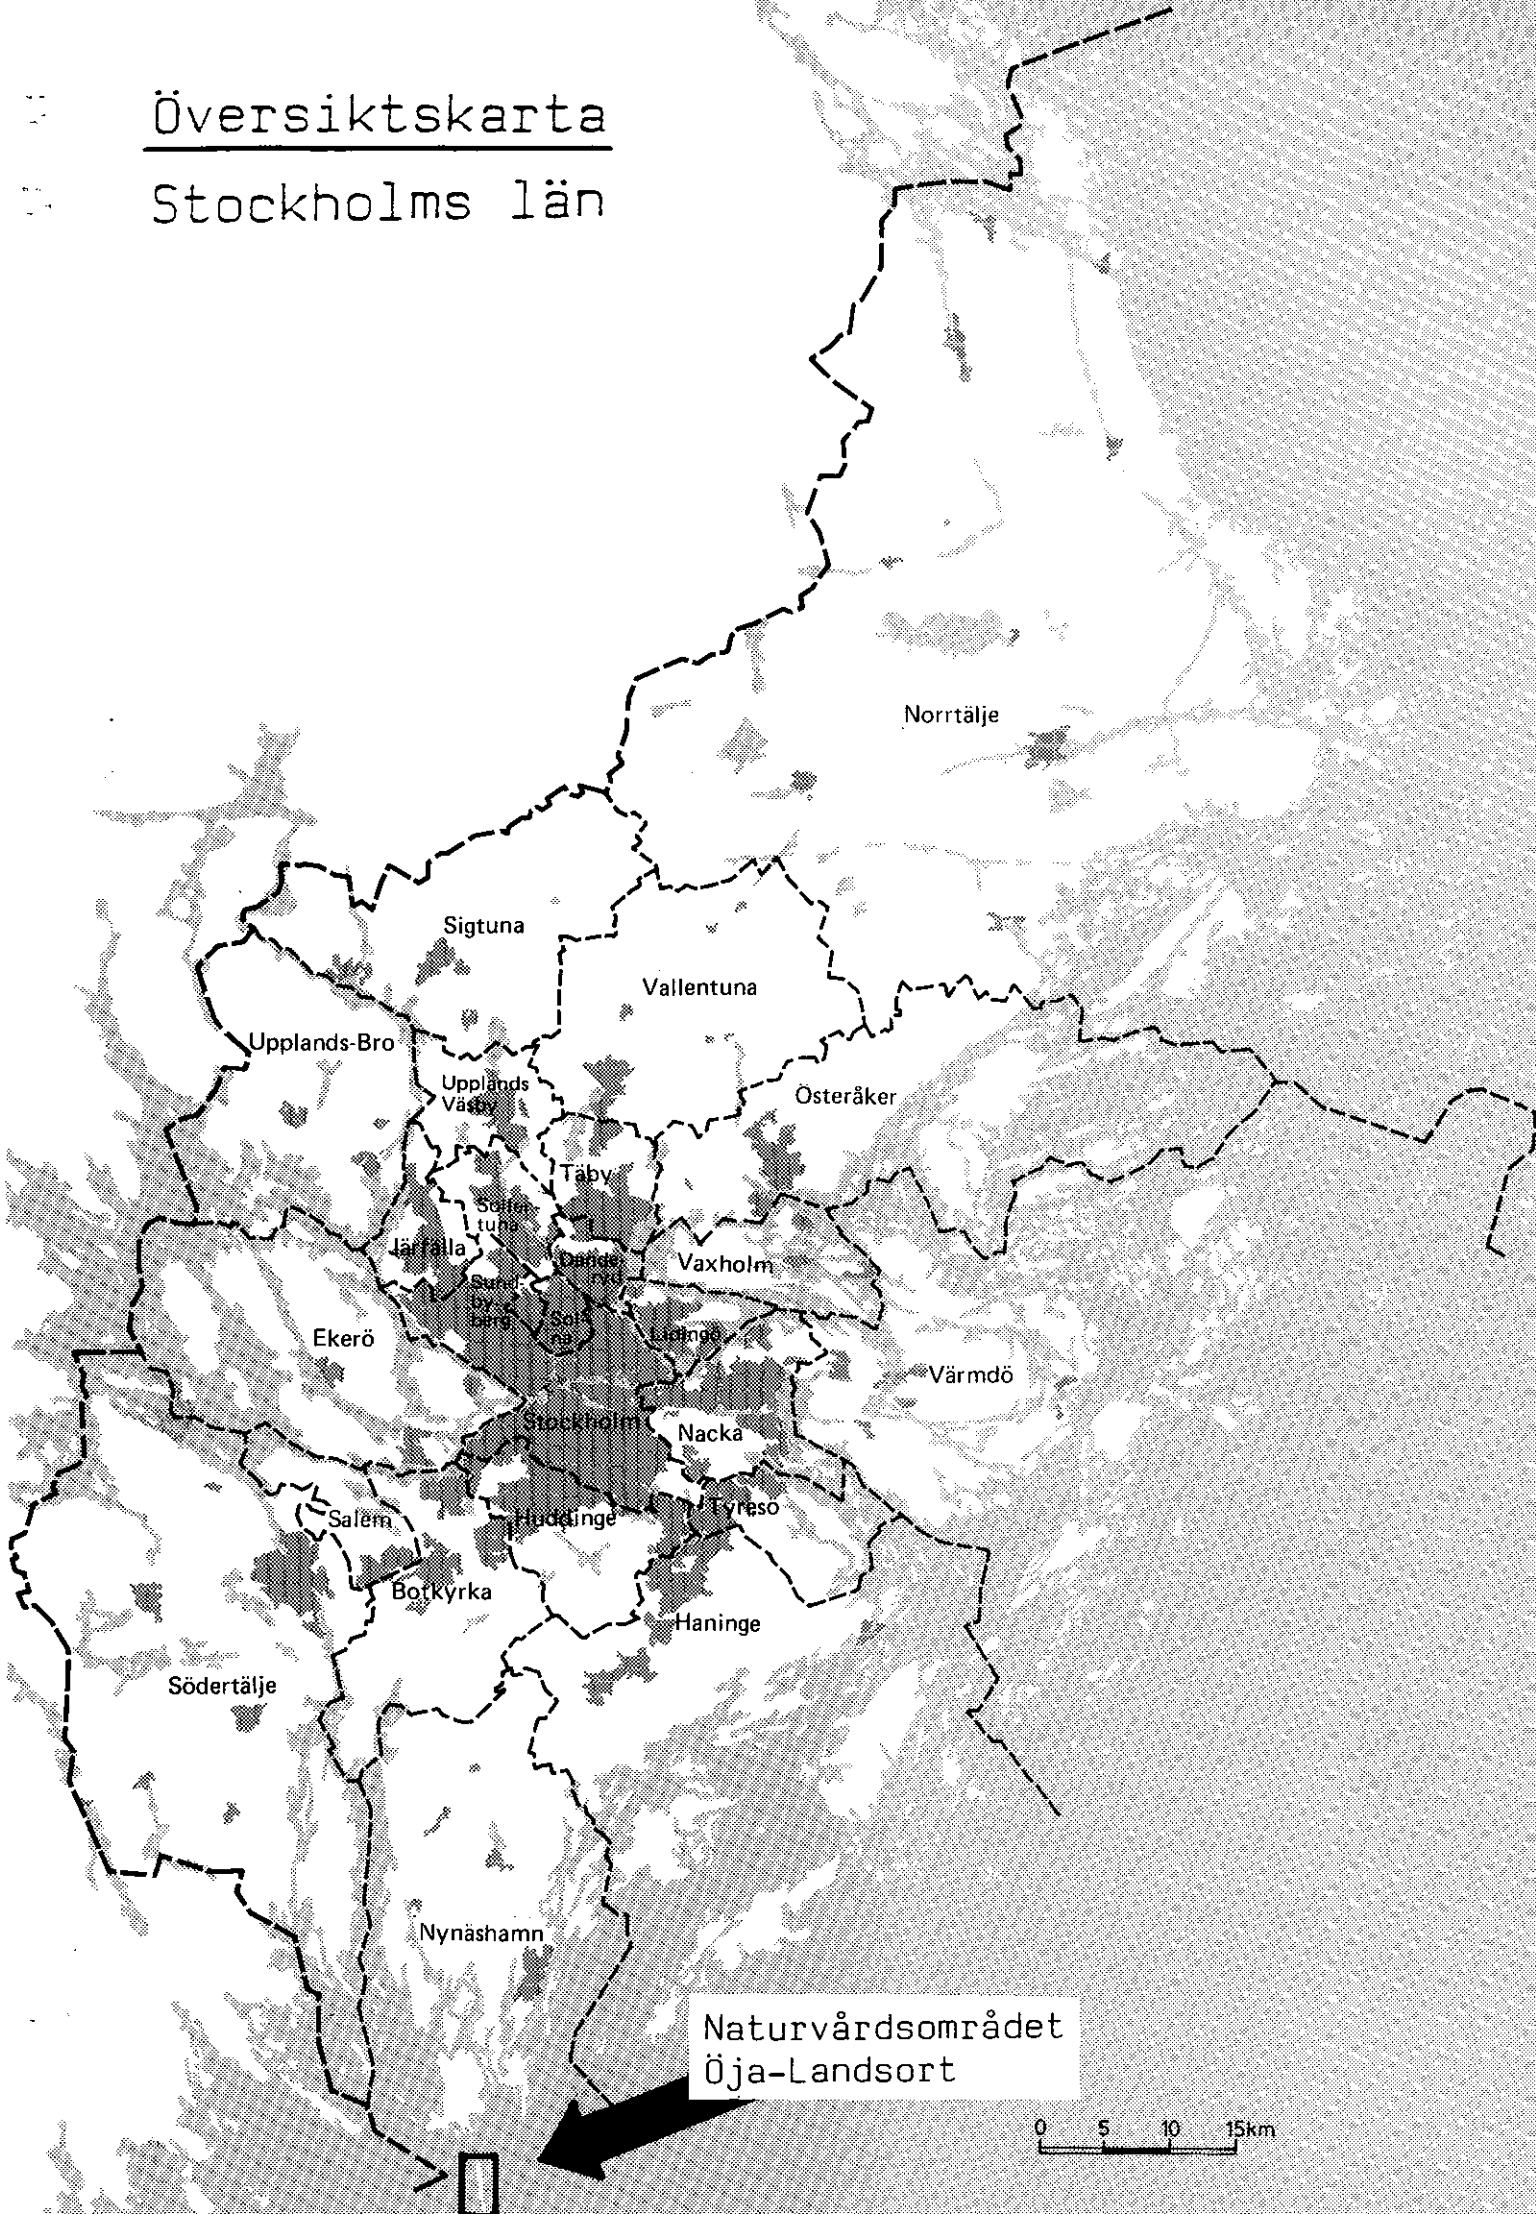 Översiktskarta
Stockholms län
Norrtälje
Sigtuna
Vallentuna
Upplands-Bro
Upplands
Väsby
Österåker
Täby
Sollen-
tuna
Järfälla
Dande-
ryd
Vaxholm
Sund-
by-
berg
Sol-
na
Lidingö
Ekerö
Värmdö
Stockholm
Nacka
Salem
Huddinge
Tyresö
Botkyrka
Haninge
Södertälje
Nynäshamn
Naturvårdsområdet
Öja-Landsort
0 5 10 15km